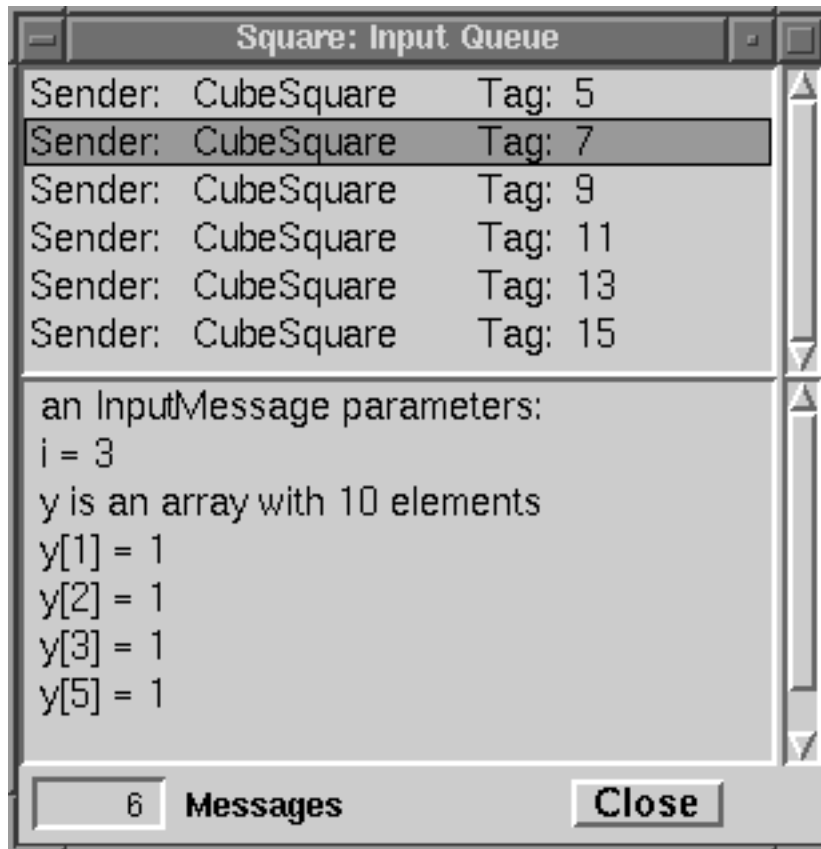 Square: Input Queue
Sender: CubeSquare Tag: 5
Sender: CubeSquare Tag: 7
Sender: CubeSquare Tag: 9
Sender: CubeSquare Tag: 11
Sender: CubeSquare Tag: 13
Sender: CubeSquare Tag: 15
an InputMessage parameters:
i = 3
y is an array with 10 elements
y[1] = 1
y[2] = 1
y[3] = 1
y[5] = 1
6 Messages Close